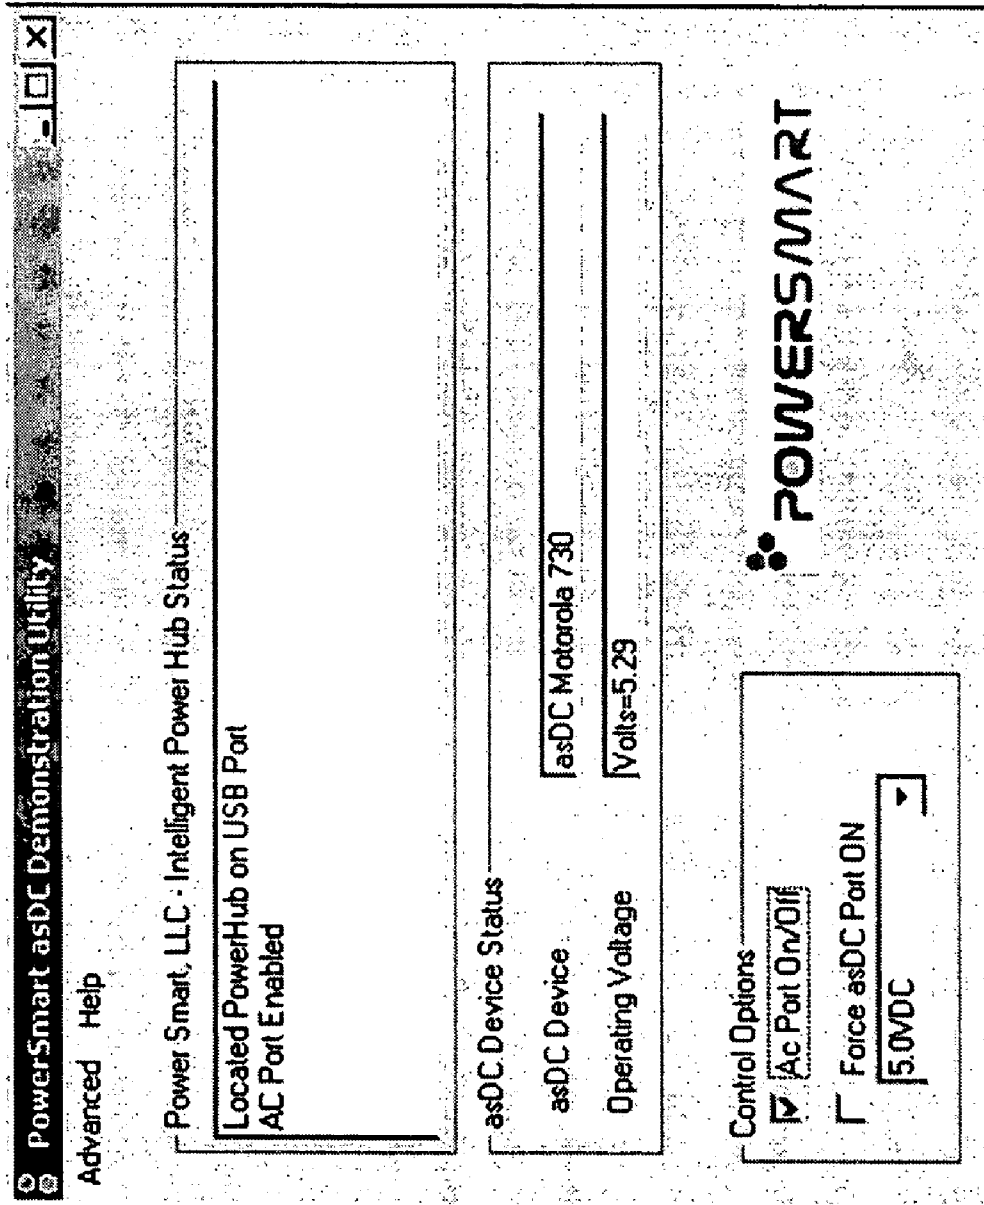 PowerSmart asDC Demonstration Utility
Advanced Help
Power Smart, LLC - Intelligent Power Hub Status
Located PowerHub on USB Port
AC Port Enabled
asDC Device Status
asDC Device
asDC Motorola 730
Operating Voltage
Volts=5.29
Control Options
Ac Port On/Off
Force asDC Port ON
5.0VDC
POWERSMART